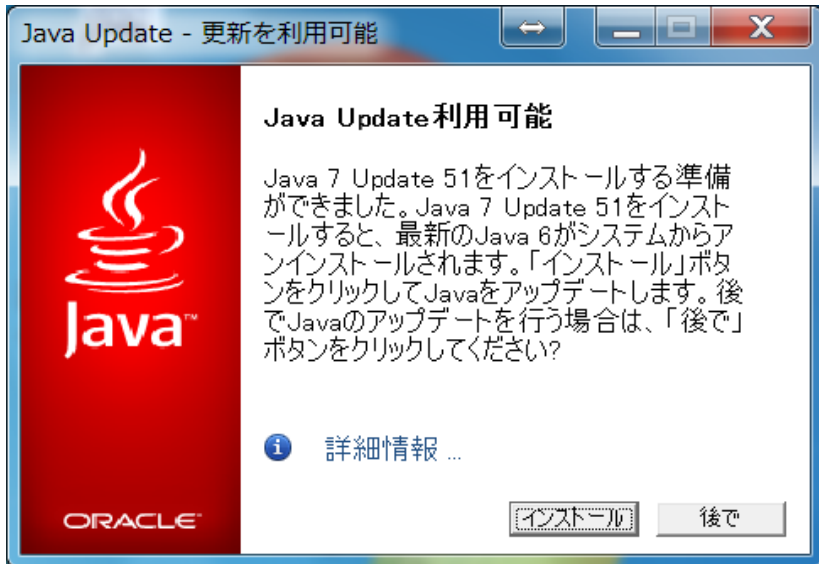 Java Update - 更新を利用可能
Java Update利用可能
Java 7 Update 51をインストールする準備
ができました。Java 7 Update 51をインスト
ールすると、最新のJava 6がシステムからア
ンインストールされます。「インストール」ボタ
ンをクリックしてJavaをアップデートします。後
でJavaのアップデートを行う場合は、「後で」
ボタンをクリックしてください?
詳細情報 ...
Java™
ORACLE
インストール
後で